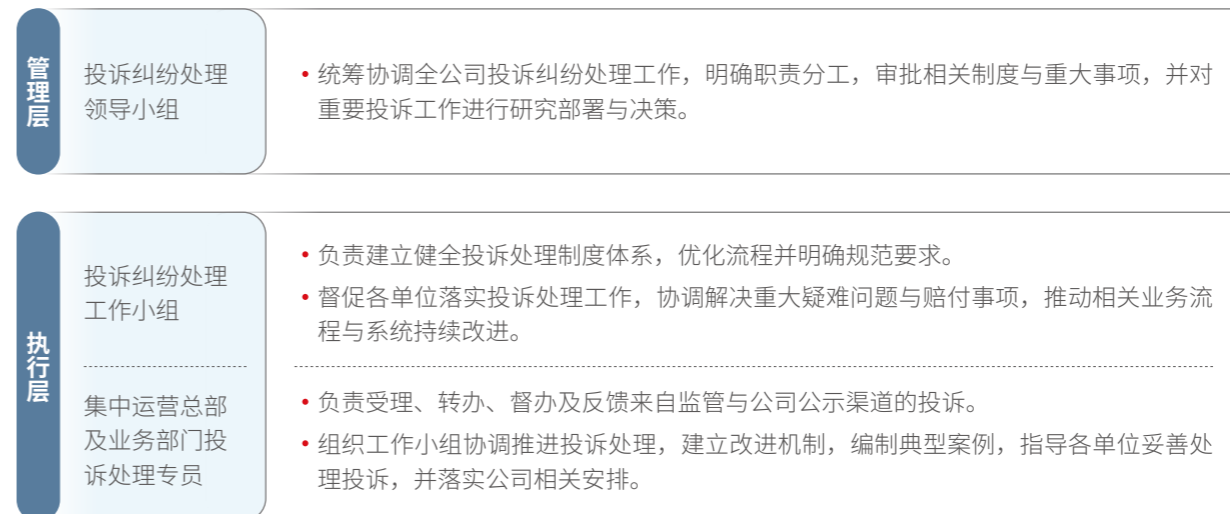 管理层
投诉纠纷处理
领导小组
• 统筹协调全公司投诉纠纷处理工作，明确职责分工，审批相关制度与重大事项，并对
重要投诉工作进行研究部署与决策。
执行层
投诉纠纷处理
工作小组
• 负责建立健全投诉处理制度体系，优化流程并明确规范要求。
• 督促各单位落实投诉处理工作，协调解决重大疑难问题与赔付事项，推动相关业务流
程与系统持续改进。
集中运营总部
及业务部门投
诉处理专员
• 负责受理、转办、督办及反馈来自监管与公司公示渠道的投诉。
• 组织工作小组协调推进投诉处理，建立改进机制，编制典型案例，指导各单位妥善处
理投诉，并落实公司相关安排。